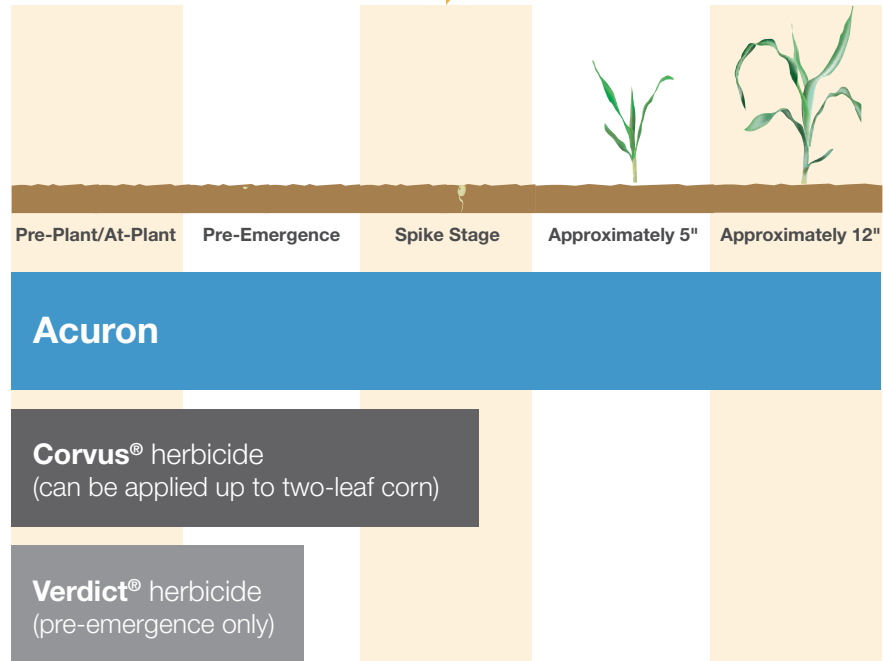 Pre-Plant/At-Plant
Pre-Emergence
Spike Stage
Approximately 5"
Approximately 12"
Acuron
Corvus® herbicide
(can be applied up to two-leaf corn)
Verdict® herbicide
(pre-emergence only)